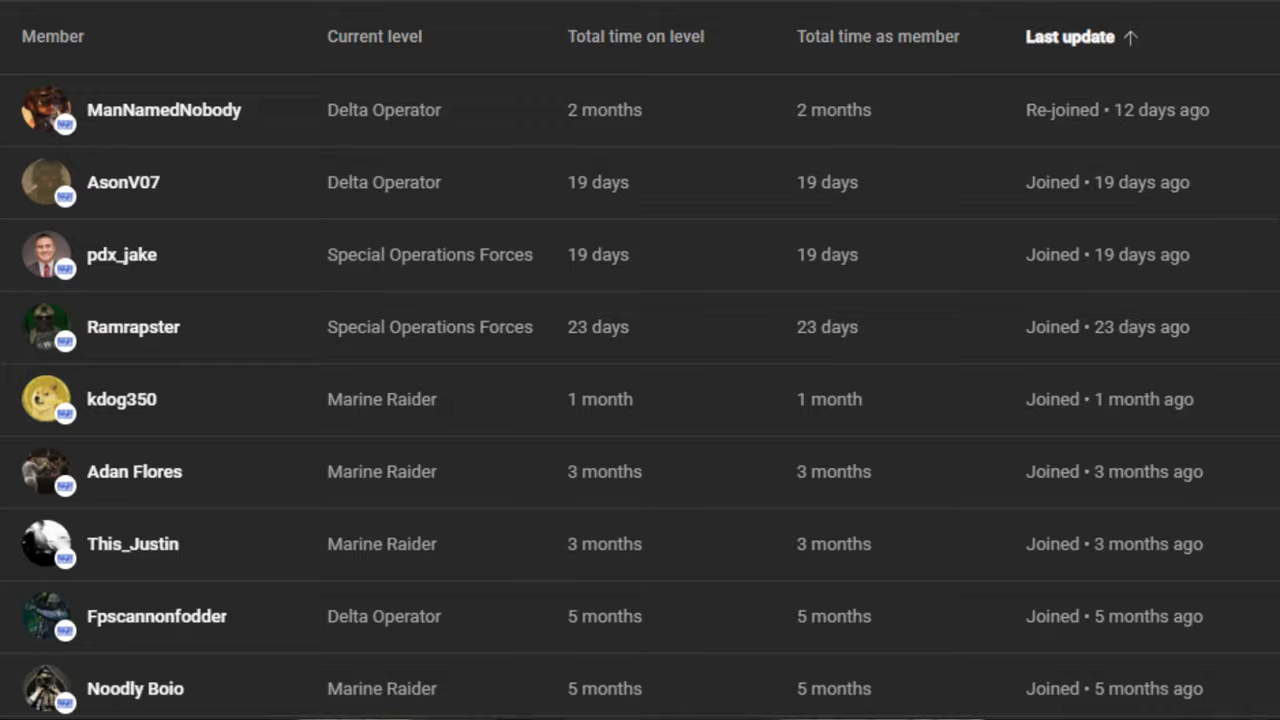 Member Current level Total time on level Total time as member Last update ↑
ManNamedNobody Delta Operator 2 months 2 months Re-joined • 12 days ago
AsonV07 Delta Operator 19 days 19 days Joined • 19 days ago
pdx_jake Special Operations Forces 19 days 19 days Joined • 19 days ago
Ramrapster Special Operations Forces 23 days 23 days Joined • 23 days ago
kdog350 Marine Raider 1 month 1 month Joined • 1 month ago
Adan Flores Marine Raider 3 months 3 months Joined • 3 months ago
This_Justin Marine Raider 3 months 3 months Joined • 3 months ago
Fpscannonfodder Delta Operator 5 months 5 months Joined • 5 months ago
Noodly Boio Marine Raider 5 months 5 months Joined • 5 months ago